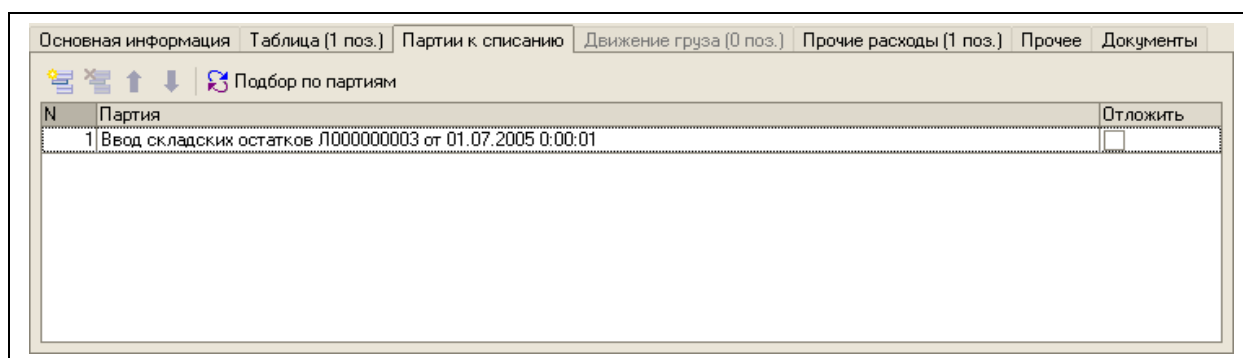 Основная информация Таблица (1 поз.) Партии к списанию Движение груза (0 поз.) Прочие расходы (1 поз.) Прочее Документы
Подбор по партиям
N Партия Отложить
1 Ввод складских остатков Л000000003 от 01.07.2005 0:00:01